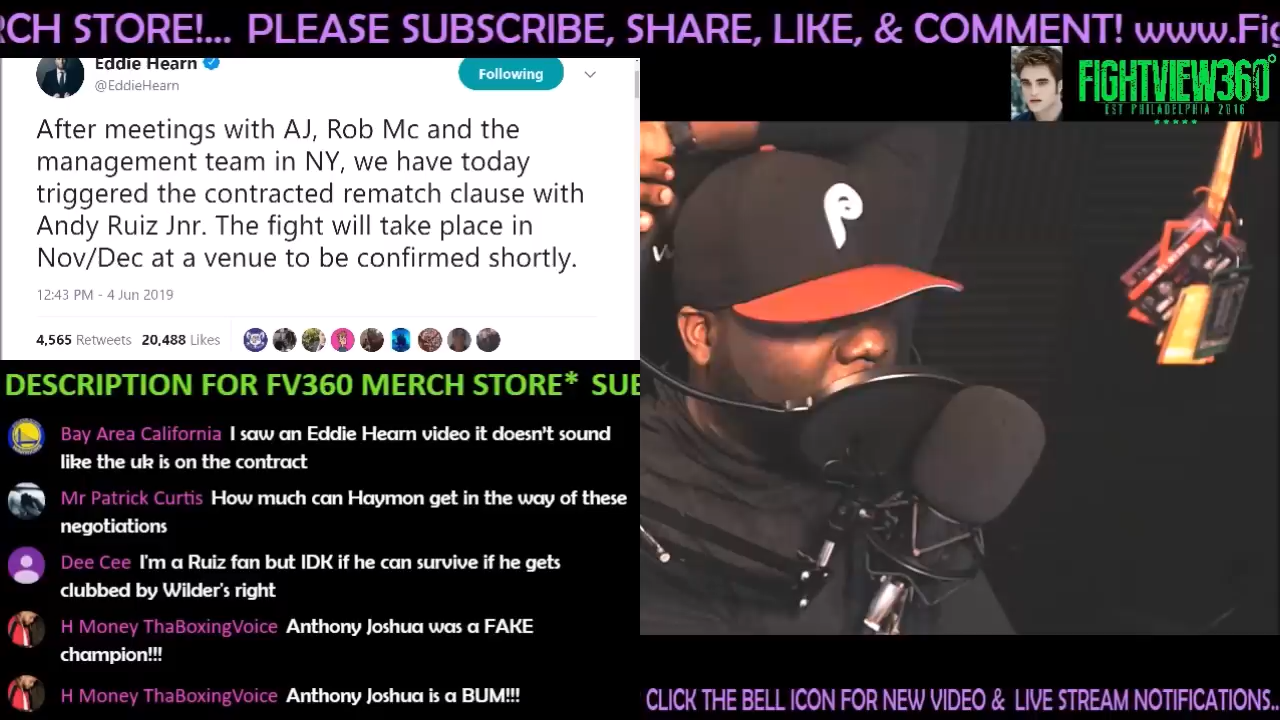 RCH STORE!... PLEASE SUBSCRIBE, SHARE, LIKE, & COMMENT! www.Fig
Eddie Hearn
@EddieHearn
Following
After meetings with AJ, Rob Mc and the
management team in NY, we have today
triggered the contracted rematch clause with
Andy Ruiz Jnr. The fight will take place in
Nov/Dec at a venue to be confirmed shortly.
12:43 PM - 4 Jun 2019
4,565 Retweets 20,488 Likes
FIGHTVIEW360°
EST PHILADELPHIA 2016
P
DESCRIPTION FOR FV360 MERCH STORE* SUB
Bay Area California I saw an Eddie Hearn video it doesn't sound
like the uk is on the contract
Mr Patrick Curtis How much can Haymon get in the way of these
negotiations
Dee Cee I'm a Ruiz fan but IDK if he can survive if he gets
clubbed by Wilder's right
H Money ThaBoxingVoice Anthony Joshua was a FAKE
champion!!!
H Money ThaBoxingVoice Anthony Joshua is a BUM!!!
CLICK THE BELL ICON FOR NEW VIDEO & LIVE STREAM NOTIFICATIONS..